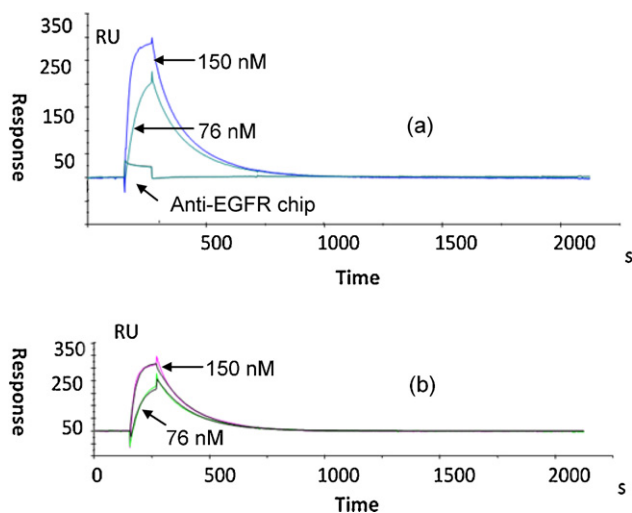 350
RU
250
150 nM
150
76 nM
(a)
50
Anti-EGFR chip
Response
500 1000 1500 2000
s
Time
RU
350
150 nM
250
(b)
50
76 nM
Response
0 500 1000 1500 2000
s
Time